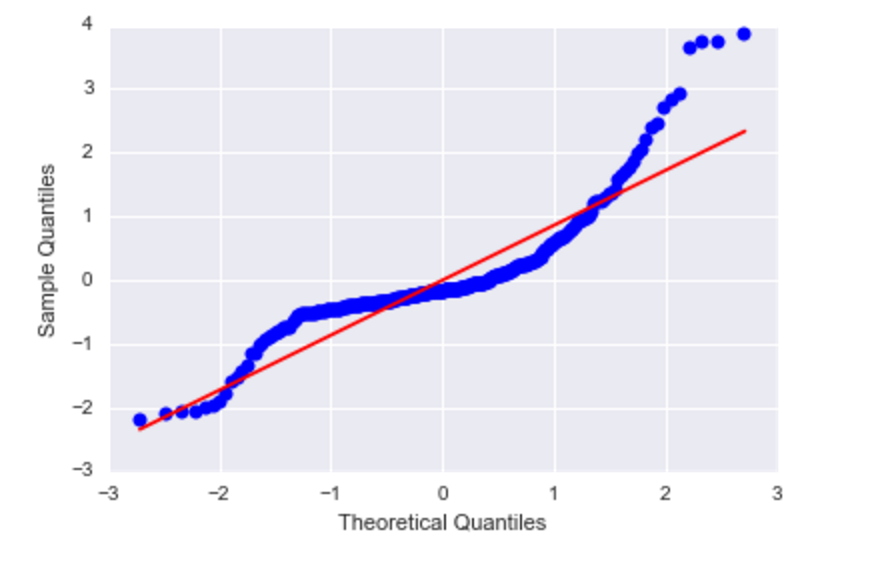 4
3
2
1
0
−1
−2
−3
Sample Quantiles
−3 −2 −1 0 1 2 3
Theoretical Quantiles